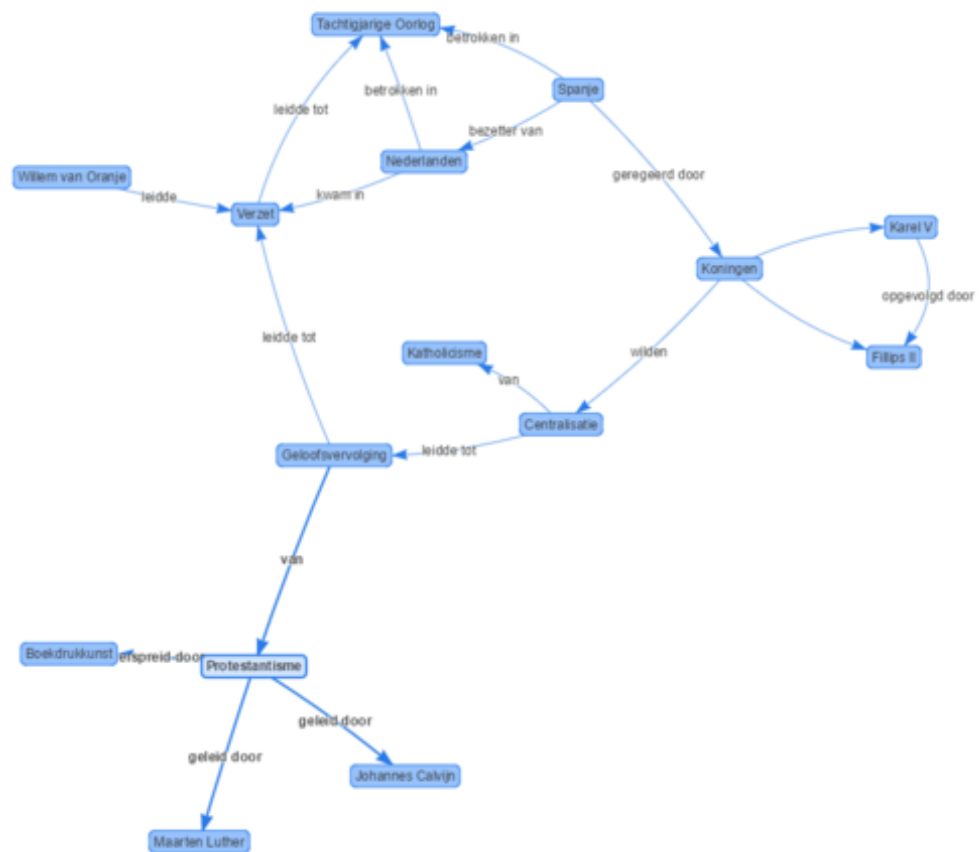 Tachtigjarige Oorlog
betrokken in
Spanje
betrokken in
leidde tot
bezetter van
Nederlanden
Willem van Oranje
geregeerd door
leidde
kwam in
Verzet
Karel V
Koningen
opgevolgd door
leidde tot
Katholicisme
wilden
Fillips II
van
Centralisatie
leidde tot
Geloofsvervolging
van
Boekdrukkunst
erspreid door
Protestantisme
geleid door
geleid door
Johannes Calvijn
Maarten Luther